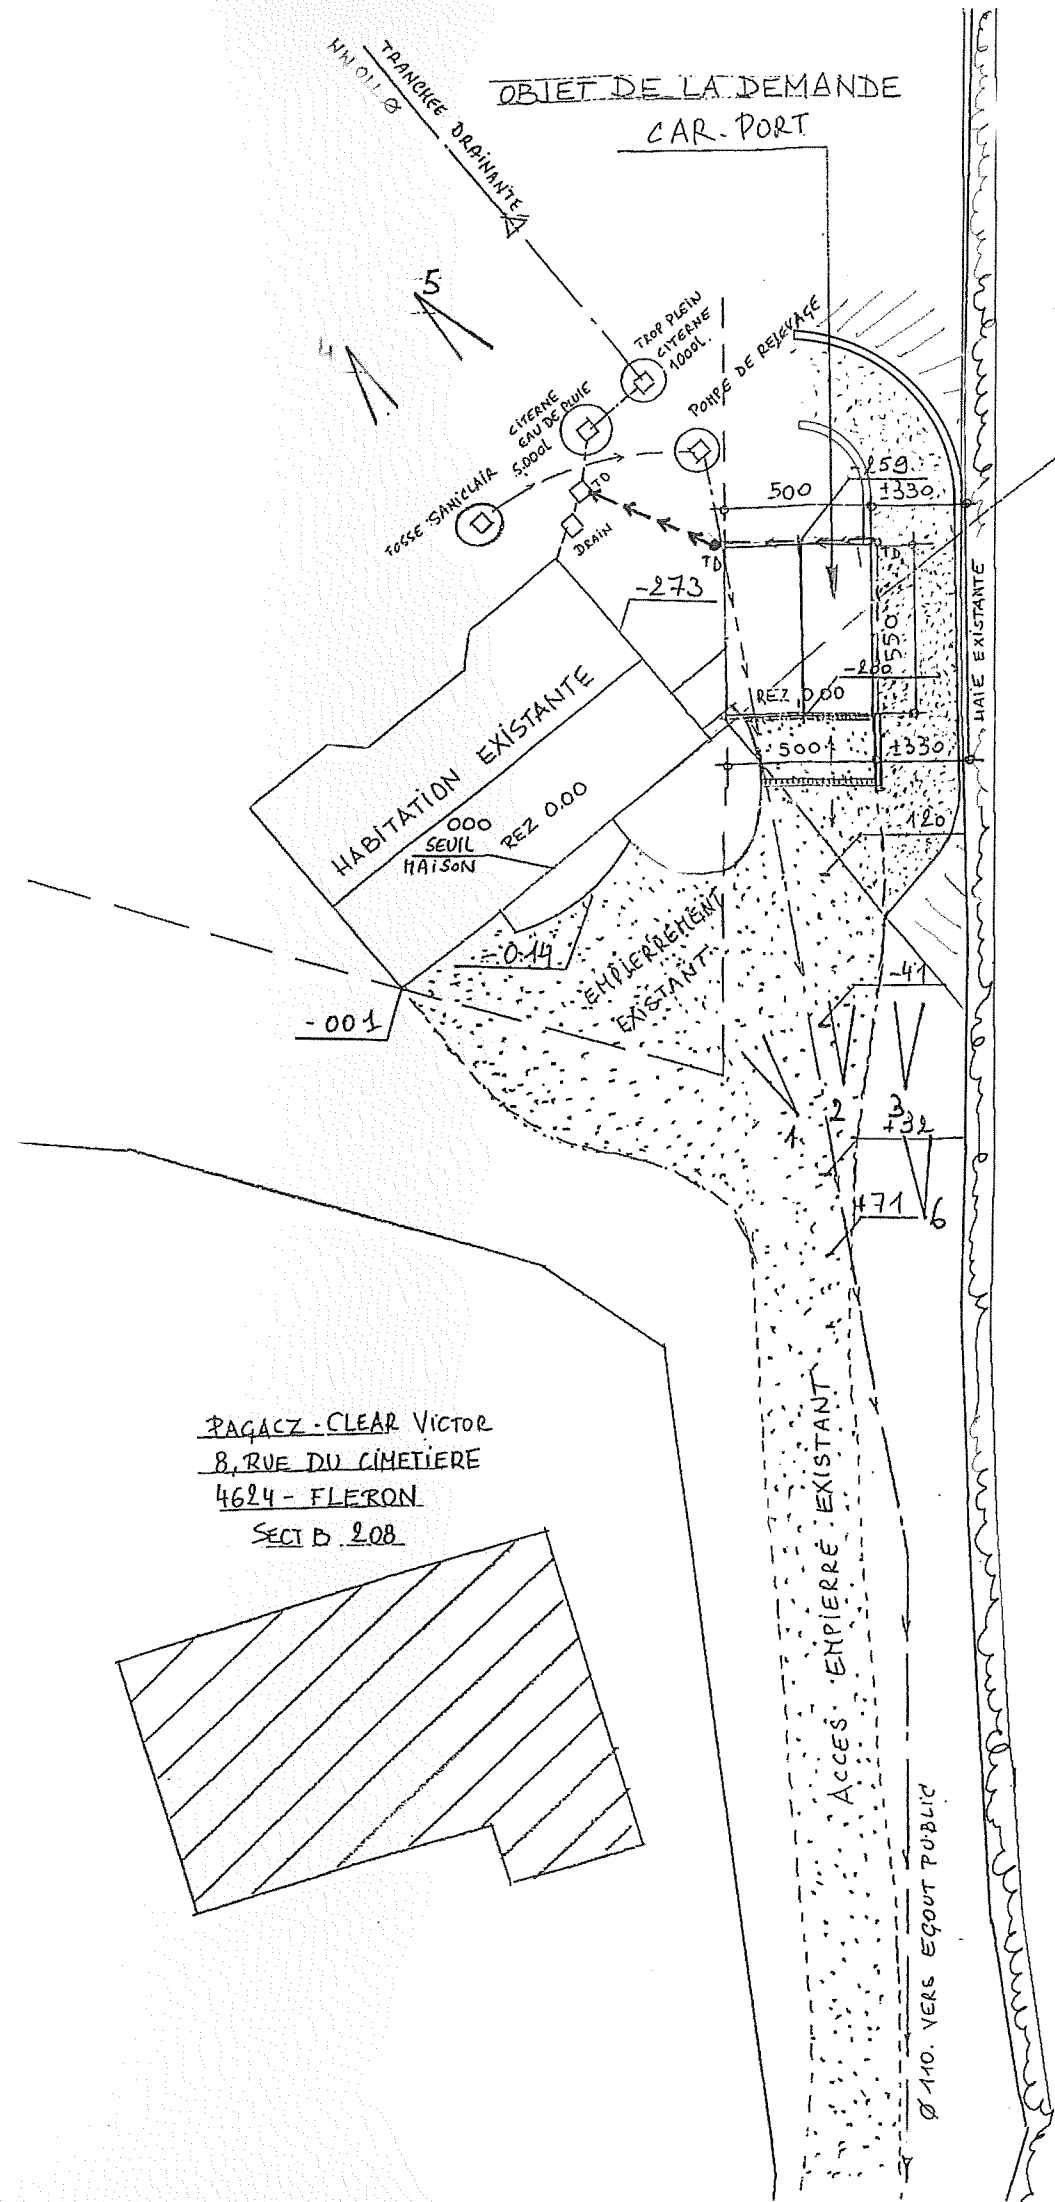 OBJET DE LA DEMANDE
CAR-PORT
TRANCHEE DRAINANTE
Ø 110 MM
5
4
TROP PLEIN
CITERNE
1000l.
POMPE DE RELEVAGE
CITERNE
EAU DE PLUIE
5.000l
FOSSE SANICLAIR
TD
DRAIN
TD
TD
-259
500
±330
-273
550
HAIE EXISTANTE
REZ 0,00
500
±330
-120
HABITATION EXISTANTE
000
SEUIL
MAISON
REZ 0.00
-0.14
-001
EMPIERREMENT
EXISTANT
-41
1
2
3
+32
+71
6
PAGACZ-CLEAR VICTOR
8, RUE DU CIMETIERE
4624 - FLERON
SECT B 208
ACCES EMPIERRÉ EXISTANT
Ø 110. VERS EGOUT PUBLIC